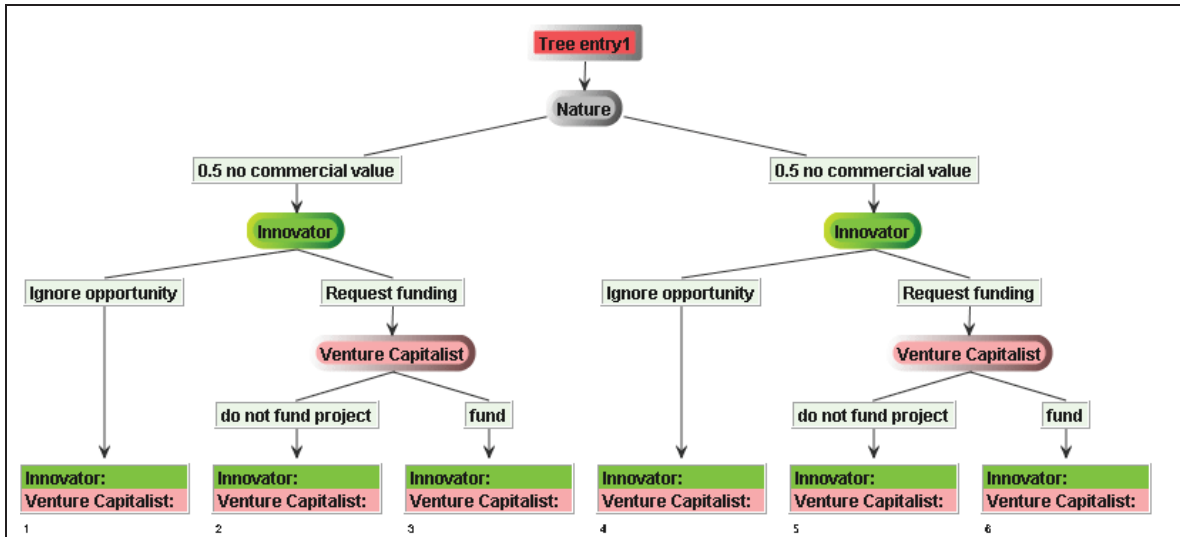 Tree entry1
Nature
0.5 no commercial value 0.5 no commercial value
Innovator Innovator
Ignore opportunity Request funding Ignore opportunity Request funding
Venture Capitalist Venture Capitalist
do not fund project fund do not fund project fund
Innovator: Innovator: Innovator: Innovator: Innovator: Innovator:
Venture Capitalist: Venture Capitalist: Venture Capitalist: Venture Capitalist: Venture Capitalist: Venture Capitalist:
1 2 3 4 5 6